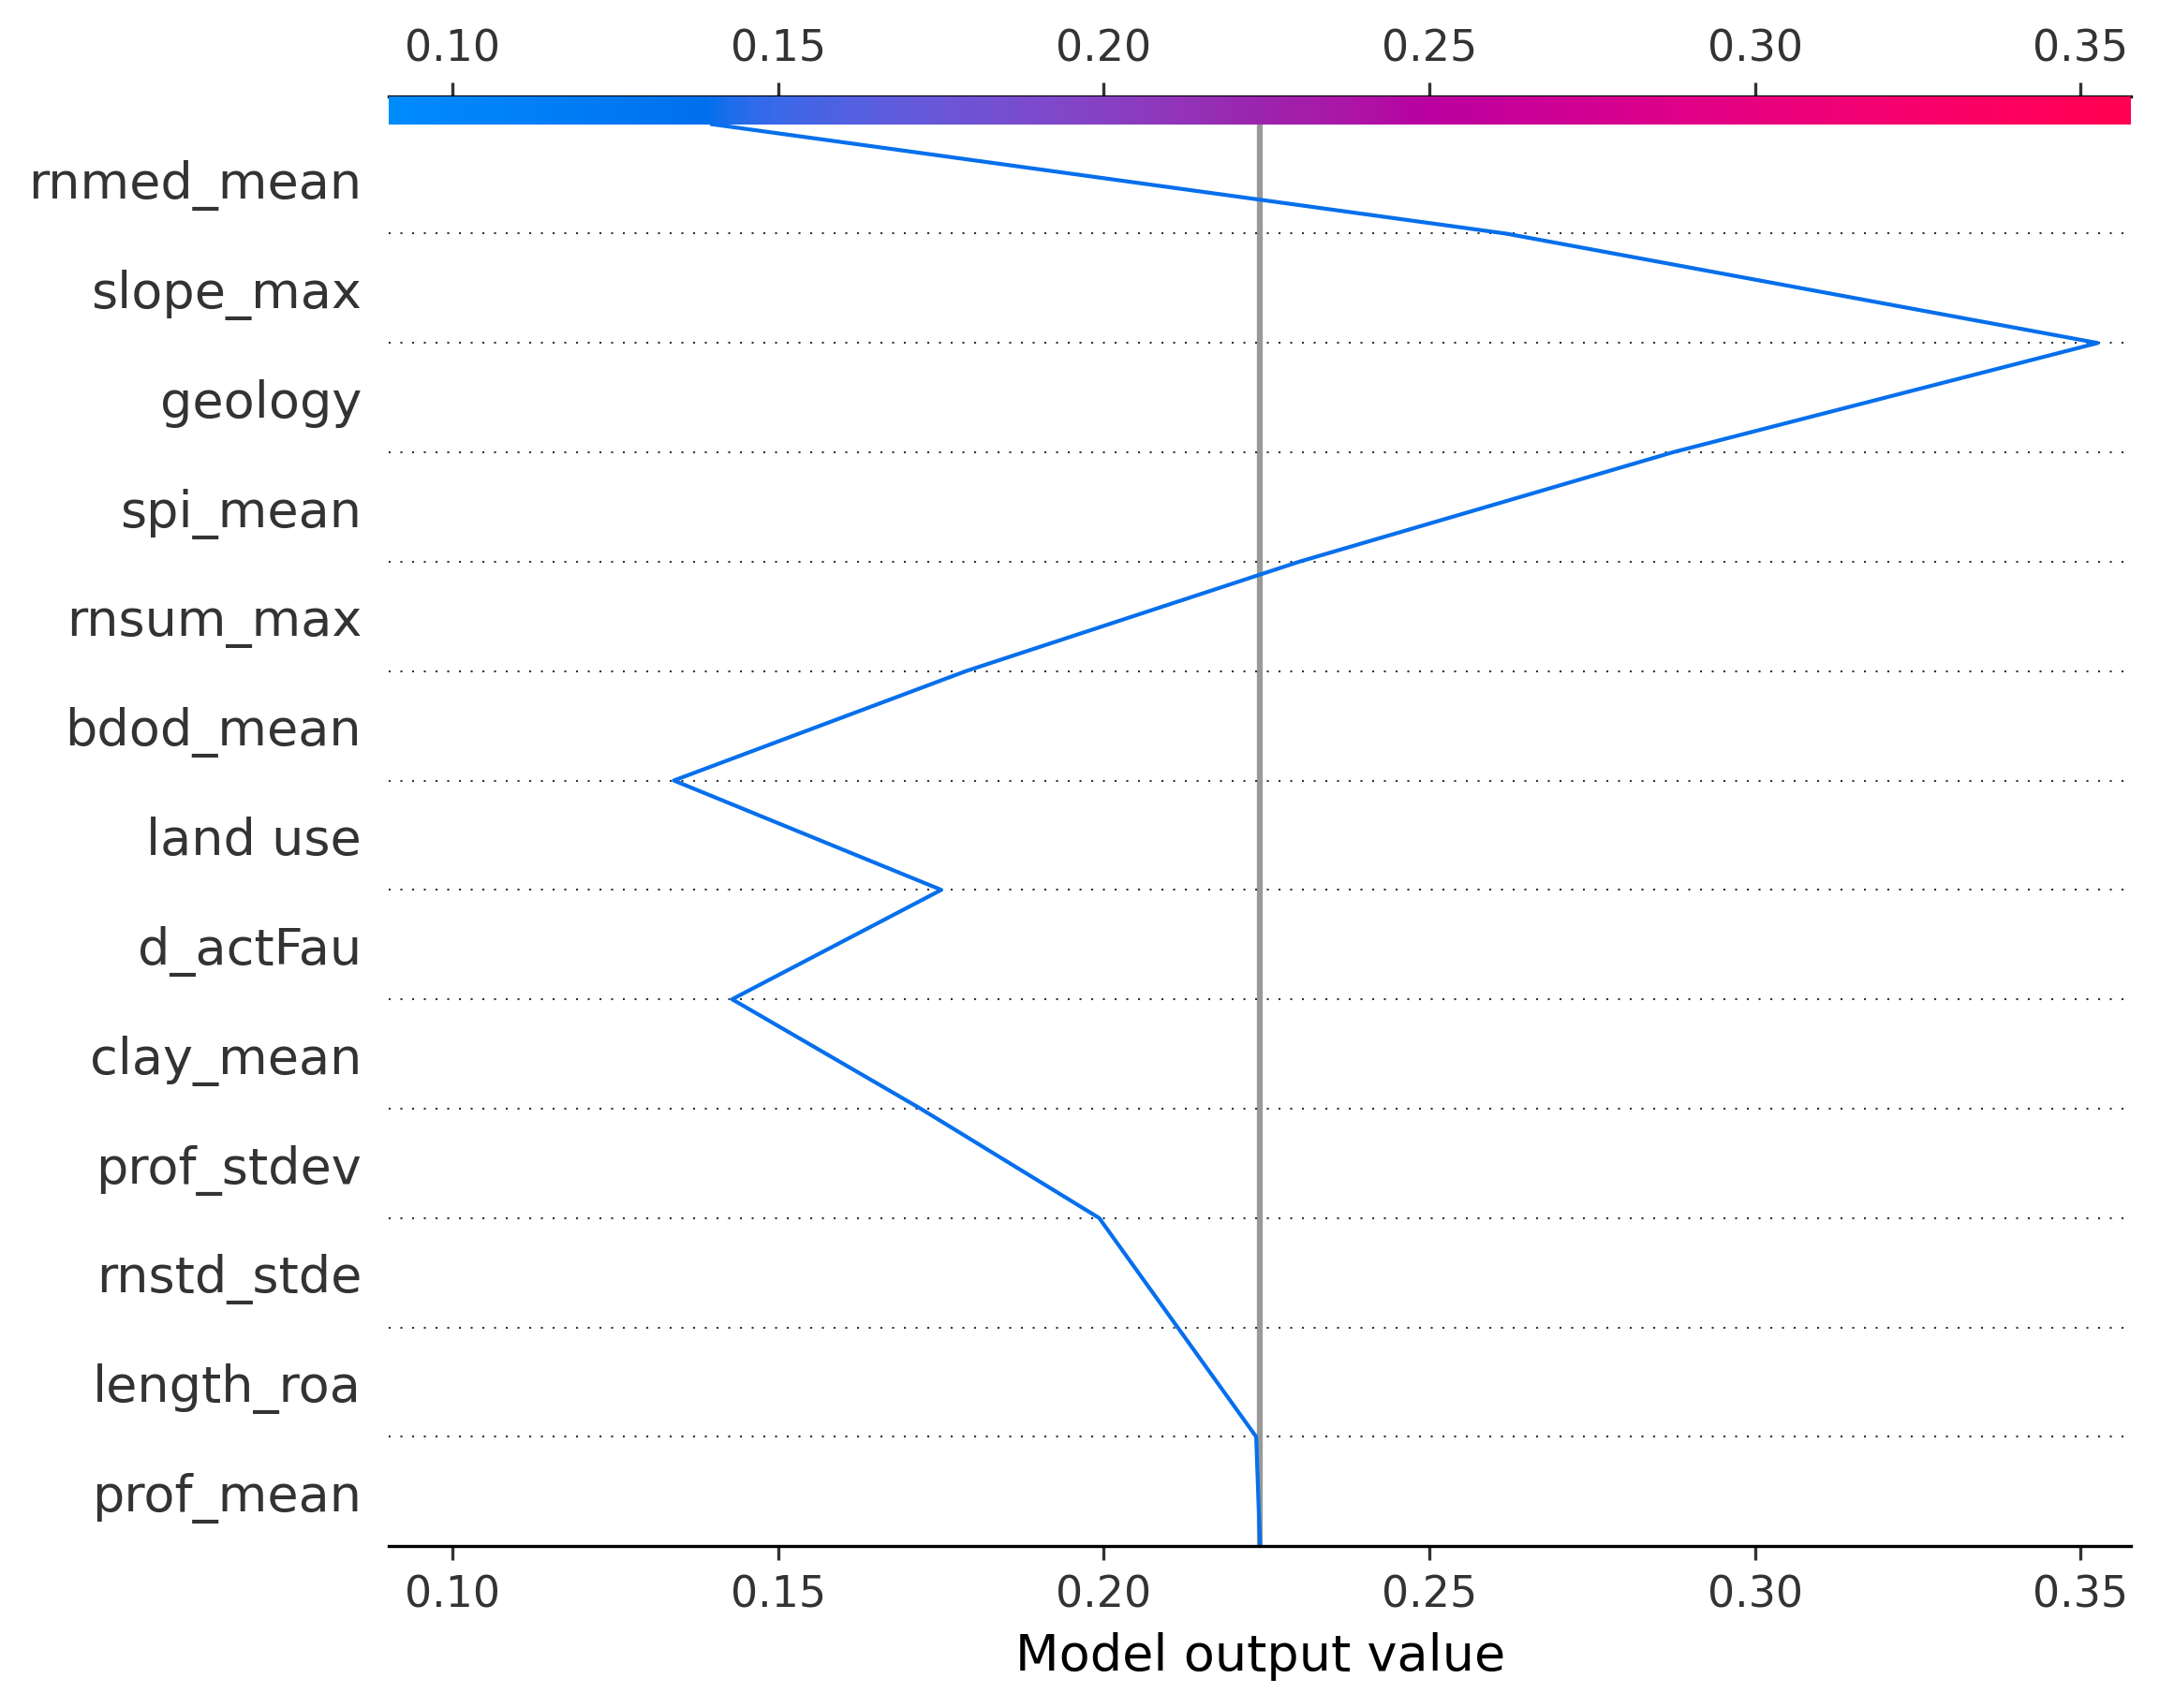 0.10 0.15 0.20 0.25 0.30 0.35
rnmed_mean
slope_max
geology
spi_mean
rnsum_max
bdod_mean
land use
d_actFau
clay_mean
prof_stdev
rnstd_stde
length_roa
prof_mean
0.10 0.15 0.20 0.25 0.30 0.35
Model output value